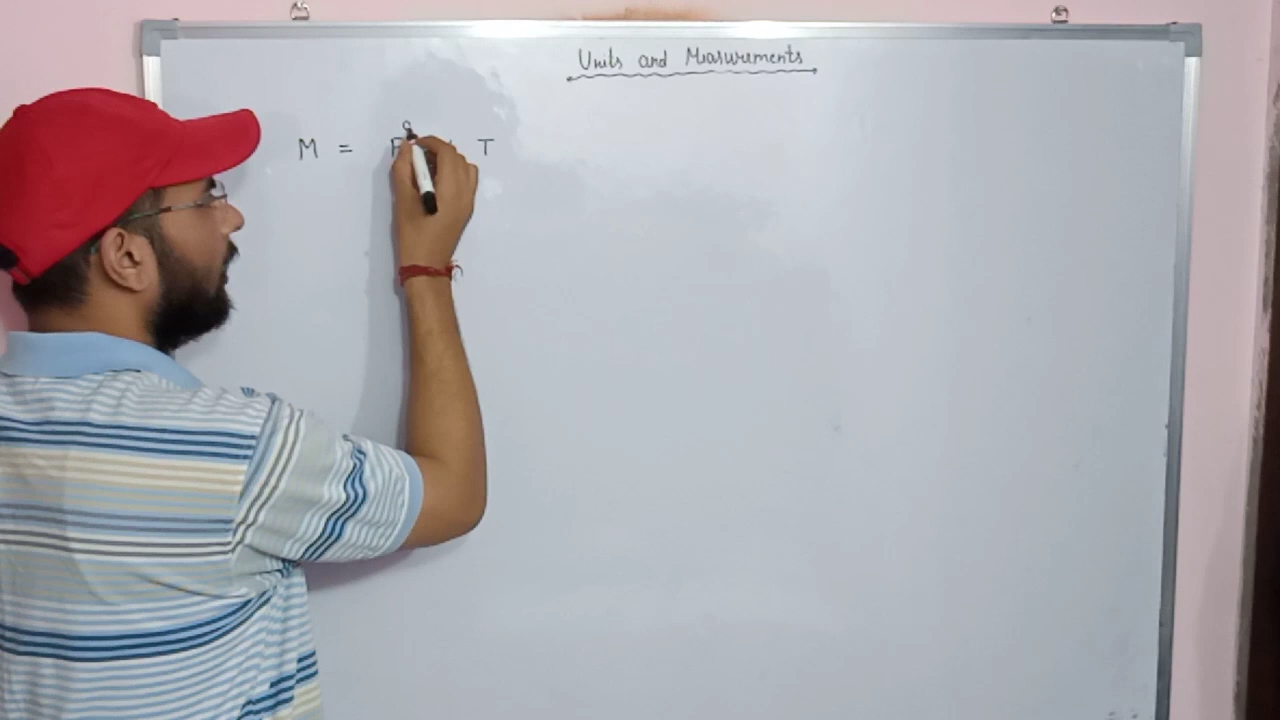 Units and Measurements
M = F T